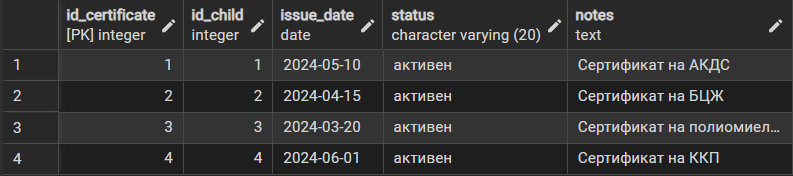 id_certificate id_child issue_date status notes
[PK] integer integer date character varying (20) text
1 1 1 2024-05-10 активен Сертификат на АКДС
2 2 2 2024-04-15 активен Сертификат на БЦЖ
3 3 3 2024-03-20 активен Сертификат на полиомиел...
4 4 4 2024-06-01 активен Сертификат на ККП